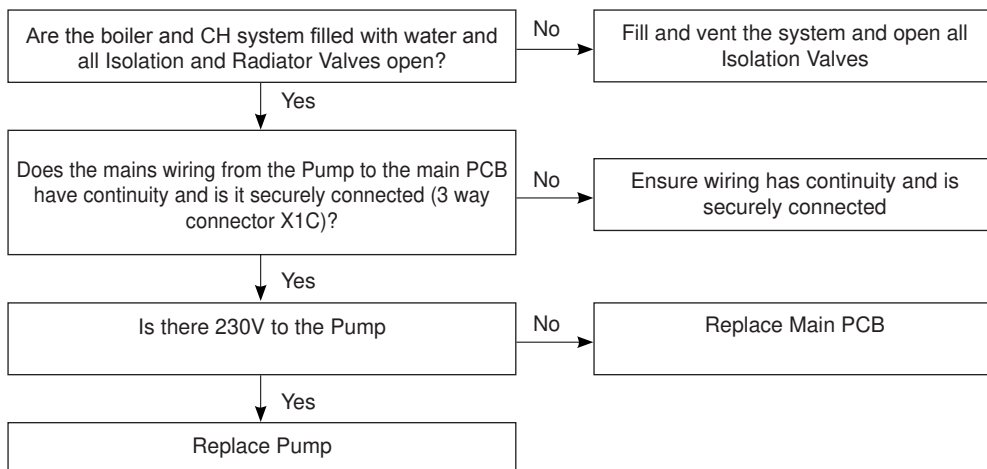 Are the boiler and CH system filled with water and
all Isolation and Radiator Valves open?
No
Fill and vent the system and open all
Isolation Valves
Yes
Does the mains wiring from the Pump to the main PCB
have continuity and is it securely connected (3 way
connector X1C)?
No
Ensure wiring has continuity and is
securely connected
Yes
Is there 230V to the Pump
No
Replace Main PCB
Yes
Replace Pump